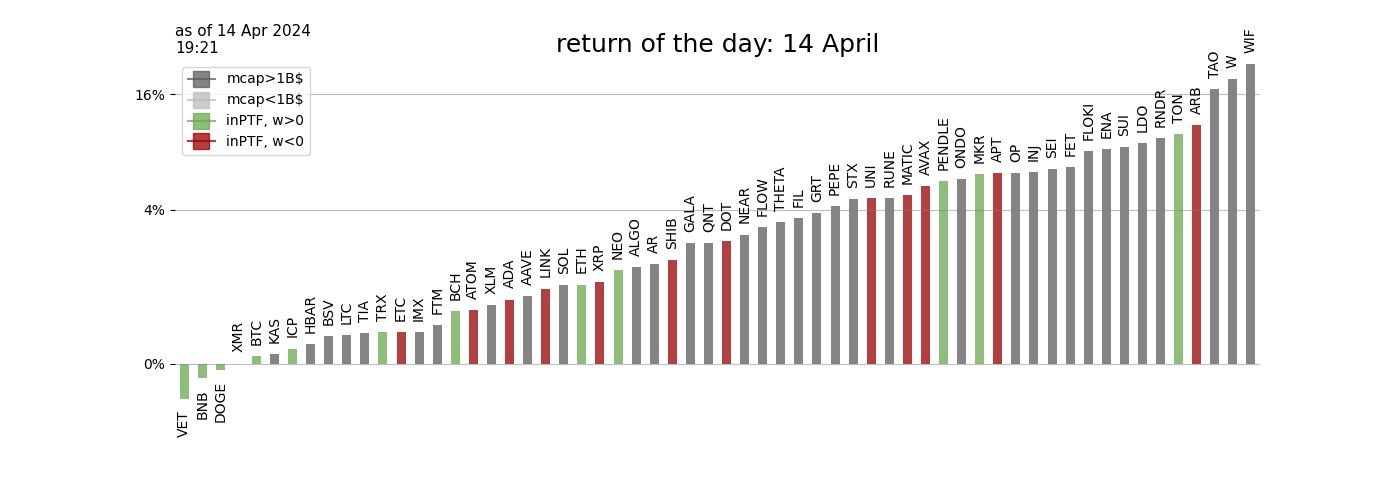 as of 14 Apr 2024
19:21
return of the day: 14 April
mcap>1B$
mcap<1B$
inPTF, w>0
inPTF, w<0
16%
4%
0%
VET
BNB
DOGE
XMR
BTC
KAS
ICP
HBAR
BSV
LTC
TIA
TRX
ETC
IMX
FTM
BCH
ATOM
XLM
ADA
AAVE
LINK
SOL
ETH
XRP
NEO
ALGO
AR
SHIB
GALA
QNT
DOT
NEAR
FLOW
THETA
FIL
GRT
PEPE
STX
UNI
RUNE
MATIC
AVAX
PENDLE
ONDO
MKR
APT
OP
INJ
SEI
FET
FLOKI
ENA
SUI
LDO
RNDR
TON
ARB
TAO
W
WIF